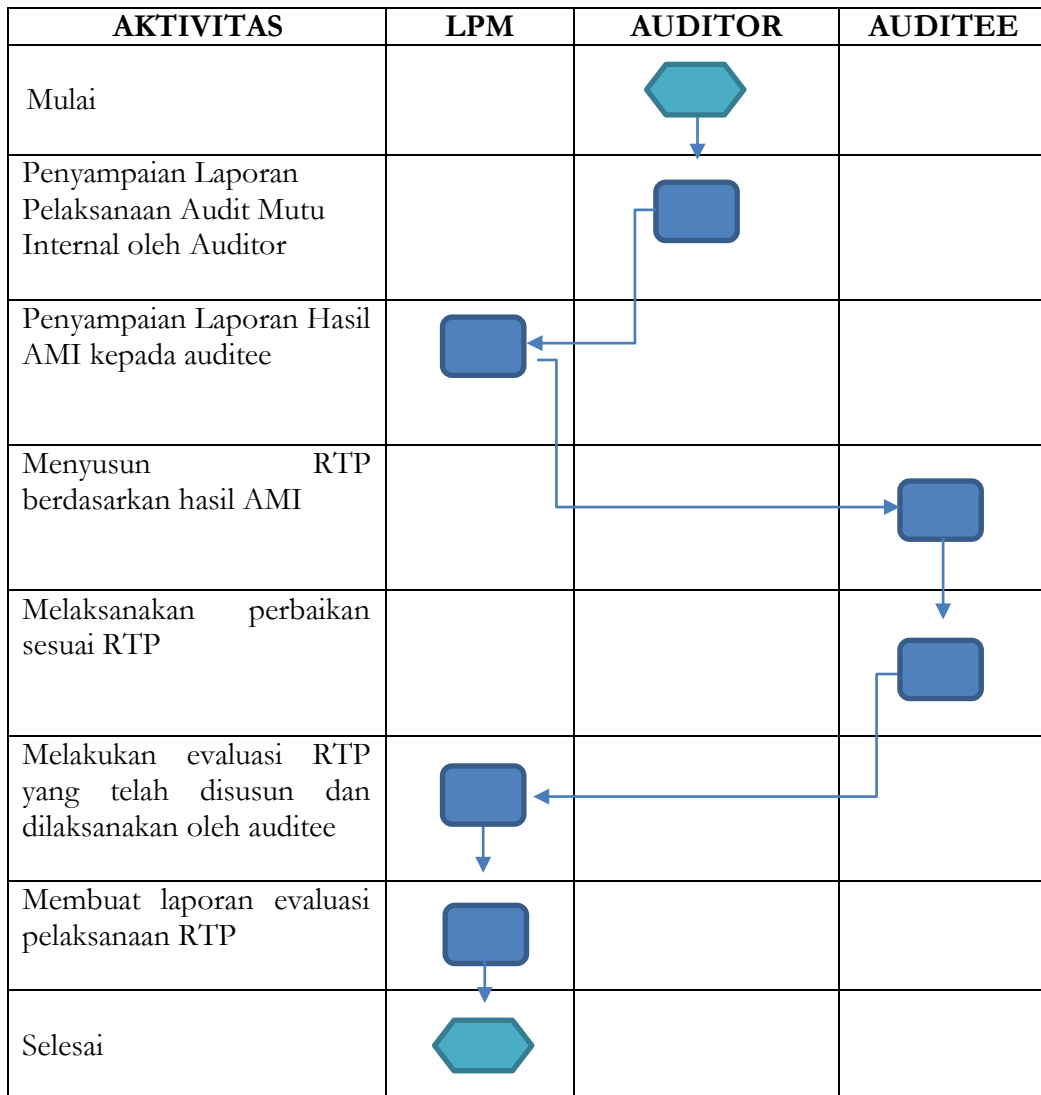 AKTIVITAS LPM AUDITOR AUDITEE
Mulai
Penyampaian Laporan
Pelaksanaan Audit Mutu
Internal oleh Auditor
Penyampaian Laporan Hasil
AMI kepada auditee
Menyusun RTP
berdasarkan hasil AMI
Melaksanakan perbaikan
sesuai RTP
Melakukan evaluasi RTP
yang telah disusun dan
dilaksanakan oleh auditee
Membuat laporan evaluasi
pelaksanaan RTP
Selesai